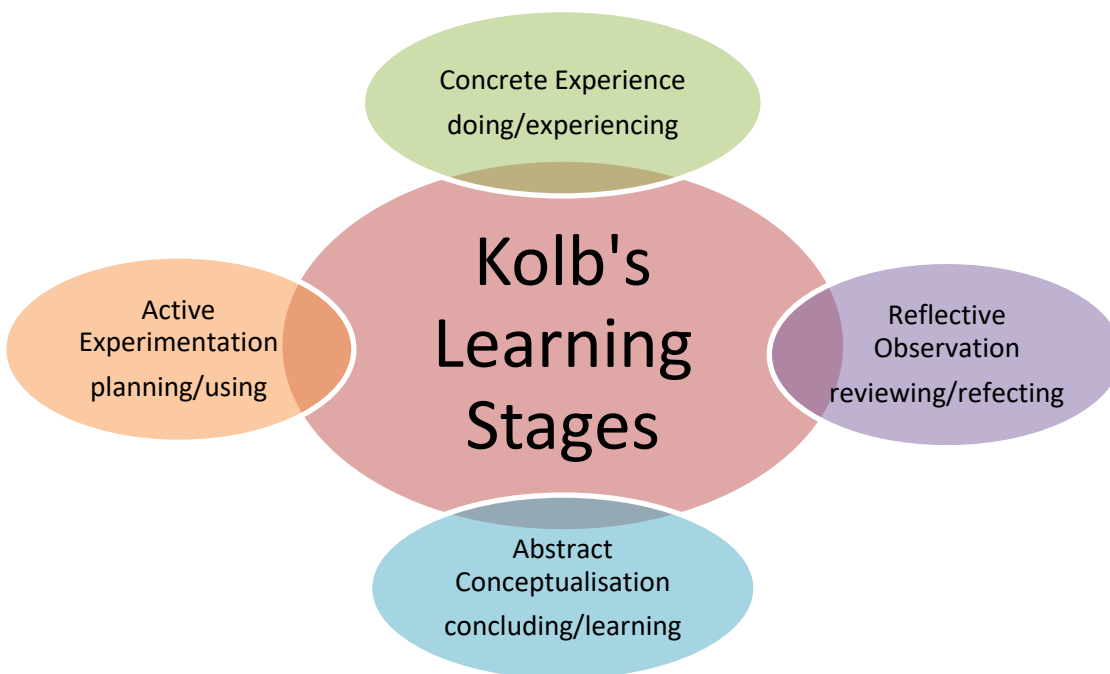 Concrete Experience
doing/experiencing
Kolb's
Learning
Stages
Active
Experimentation
planning/using
Reflective
Observation
reviewing/refecting
Abstract
Conceptualisation
concluding/learning